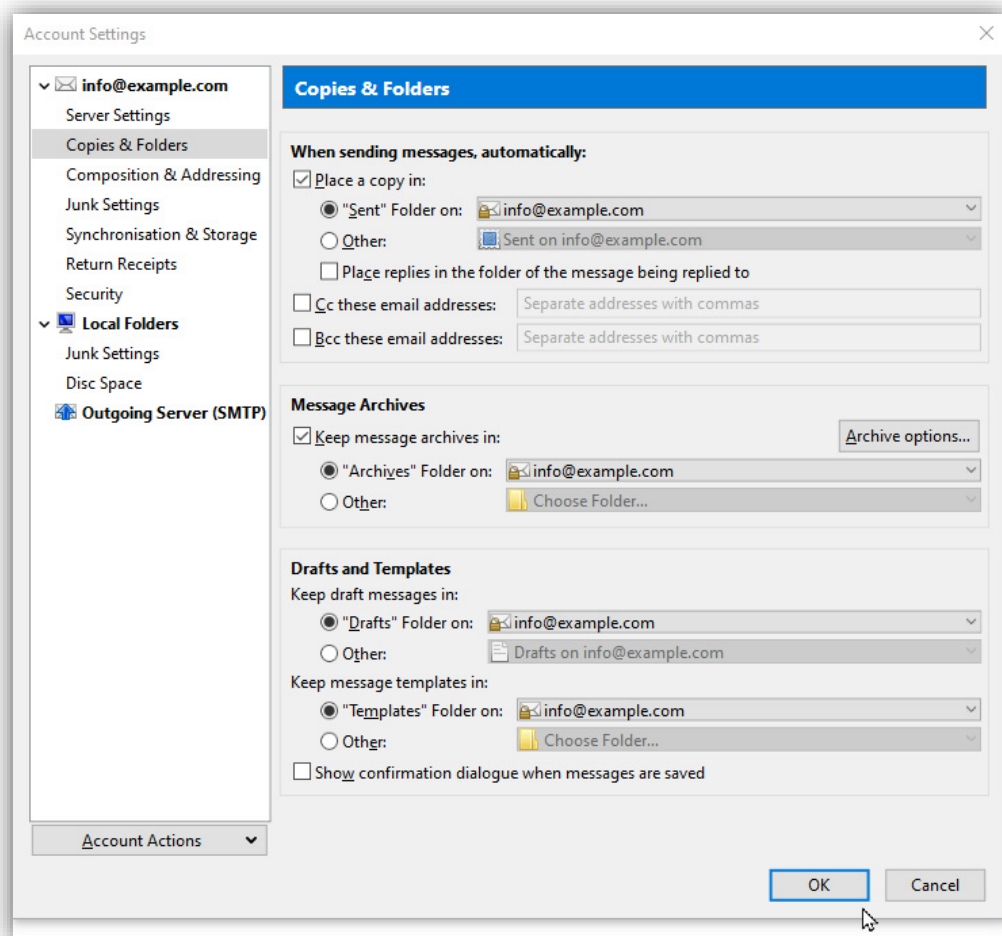 Account Settings
info@example.com
Server Settings
Copies & Folders
Composition & Addressing
Junk Settings
Synchronisation & Storage
Return Receipts
Security
Local Folders
Junk Settings
Disc Space
Outgoing Server (SMTP)
Account Actions
Copies & Folders
When sending messages, automatically:
Place a copy in:
"Sent" Folder on: info@example.com
Other: Sent on info@example.com
Place replies in the folder of the message being replied to
Cc these email addresses: Separate addresses with commas
Bcc these email addresses: Separate addresses with commas
Message Archives
Keep message archives in: Archive options...
"Archives" Folder on: info@example.com
Other: Choose Folder...
Drafts and Templates
Keep draft messages in:
"Drafts" Folder on: info@example.com
Other: Drafts on info@example.com
Keep message templates in:
"Templates" Folder on: info@example.com
Other: Choose Folder...
Show confirmation dialogue when messages are saved
OK Cancel